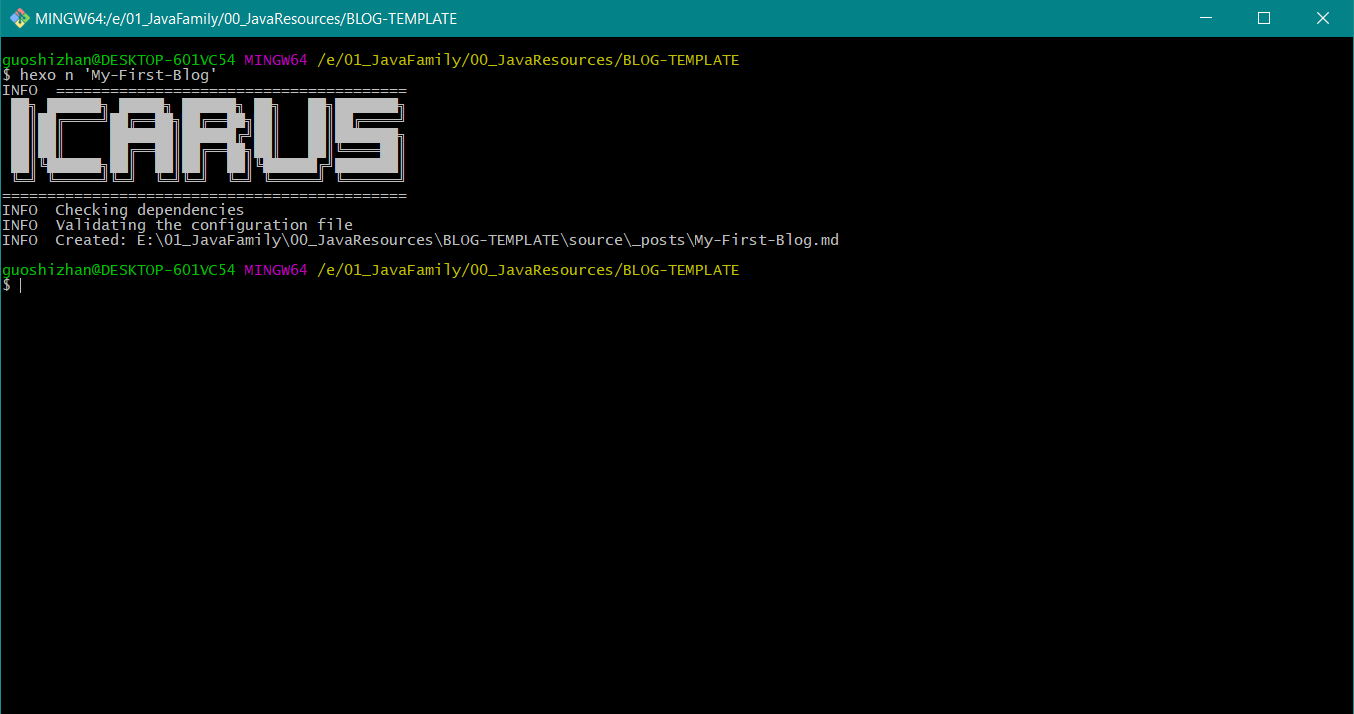 MINGW64:/e/01_JavaFamily/00_JavaResources/BLOG-TEMPLATE
guoshizhan@DESKTOP-601VC54 MINGW64 /e/01_JavaFamily/00_JavaResources/BLOG-TEMPLATE
$ hexo n 'My-First-Blog'
INFO  =======================================
ICARUS
=============================================
INFO  Checking dependencies
INFO  Validating the configuration file
INFO  Created: E:\01_JavaFamily\00_JavaResources\BLOG-TEMPLATE\source\_posts\My-First-Blog.md
guoshizhan@DESKTOP-601VC54 MINGW64 /e/01_JavaFamily/00_JavaResources/BLOG-TEMPLATE
$